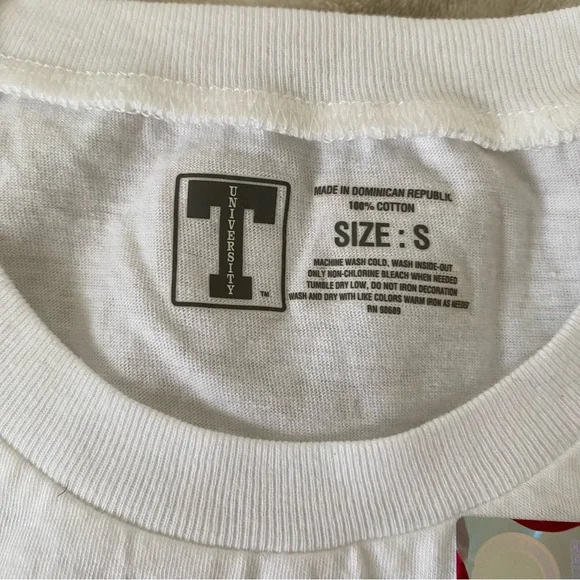 T
UNIVERSITY
TM
MADE IN DOMINICAN REPUBLIC
100% COTTON
SIZE : S
MACHINE WASH COLD, WASH INSIDE-OUT
ONLY NON-CHLORINE BLEACH WHEN NEEDED
TUMBLE DRY LOW, DO NOT IRON DECORATION
WASH AND DRY WITH LIKE COLORS WARM IRON AS NEEDED
RN 98689